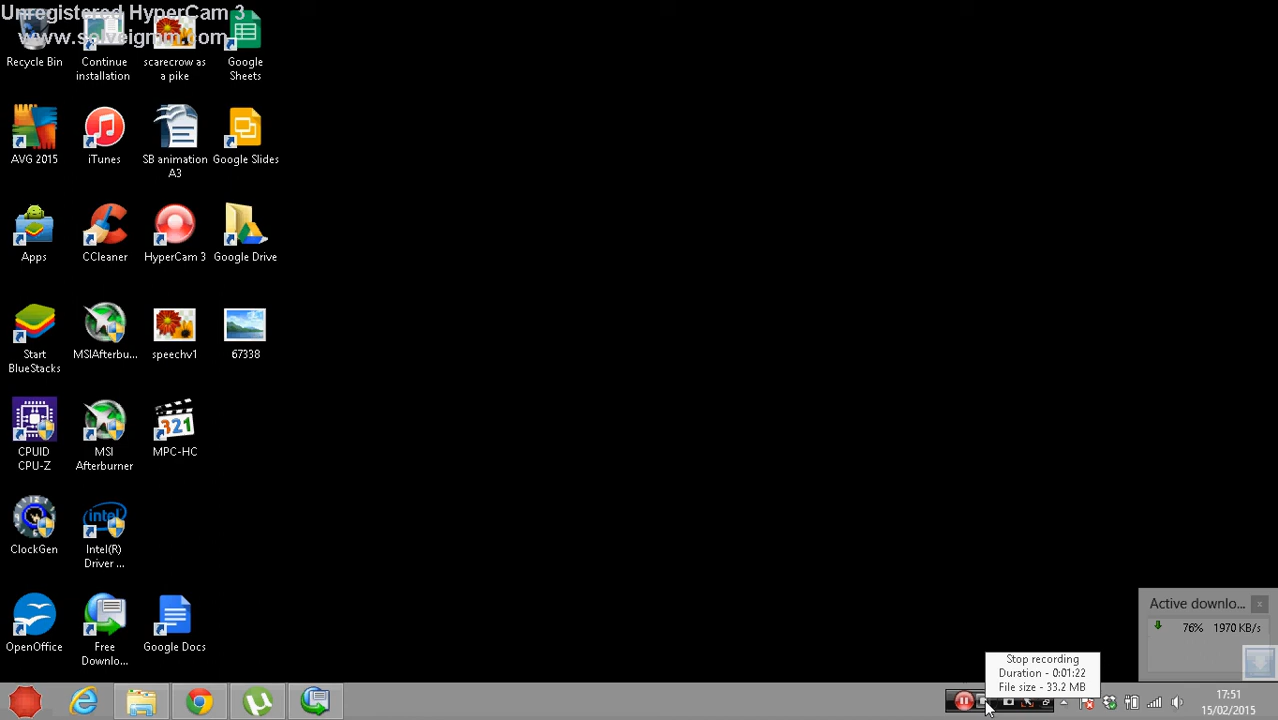 Unregistered HyperCam 3
www.solveigmm.com
Recycle Bin
Continue
installation
scarecrow as
a pike
Google
Sheets
AVG 2015
iTunes
SB animation
A3
Google Slides
Apps
CCleaner
HyperCam 3
Google Drive
Start
BlueStacks
MSIAfterbu...
speechv1
67338
CPUID
CPU-Z
MSI
Afterburner
321
MPC-HC
ClockGen
intel
Intel(R)
Driver ...
OpenOffice
Free
Downlo...
Google Docs
Active downlo...
x
76% 1970 KB/s
Stop recording
Duration - 0:01:22
File size - 33.2 MB
17:51
15/02/2015